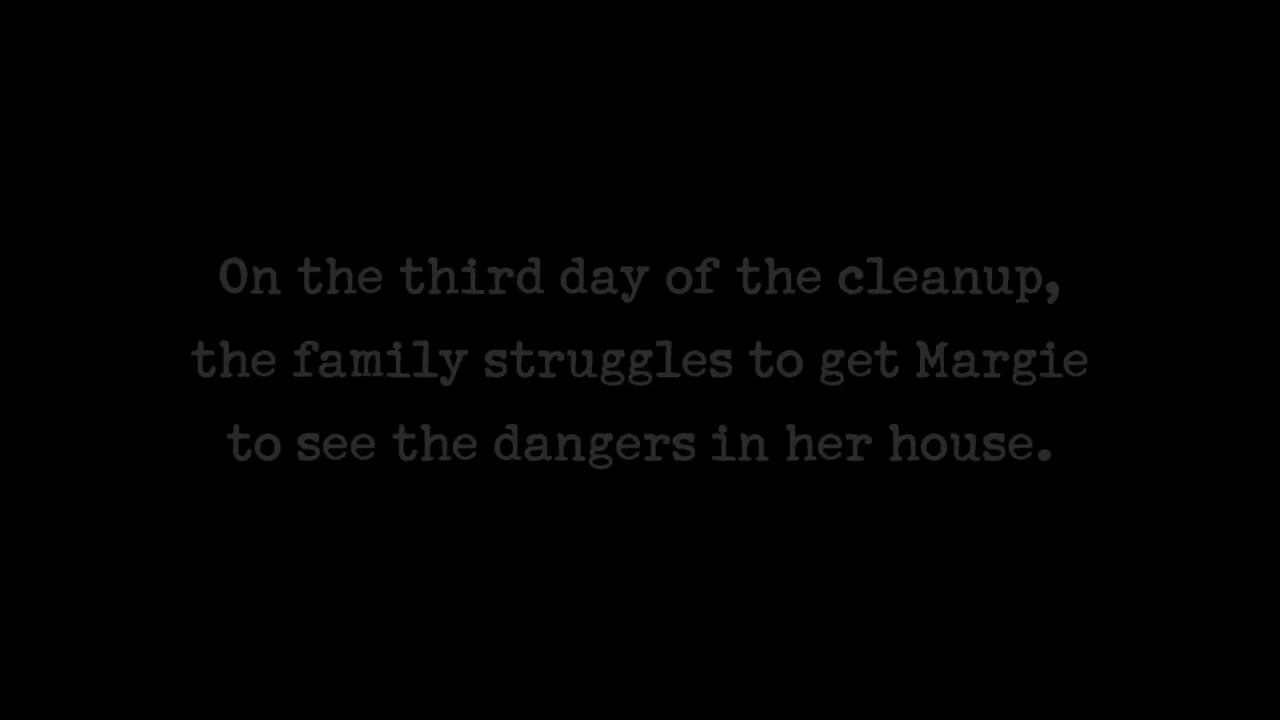 On the third day of the cleanup,
the family struggles to get Margie
to see the dangers in her house.